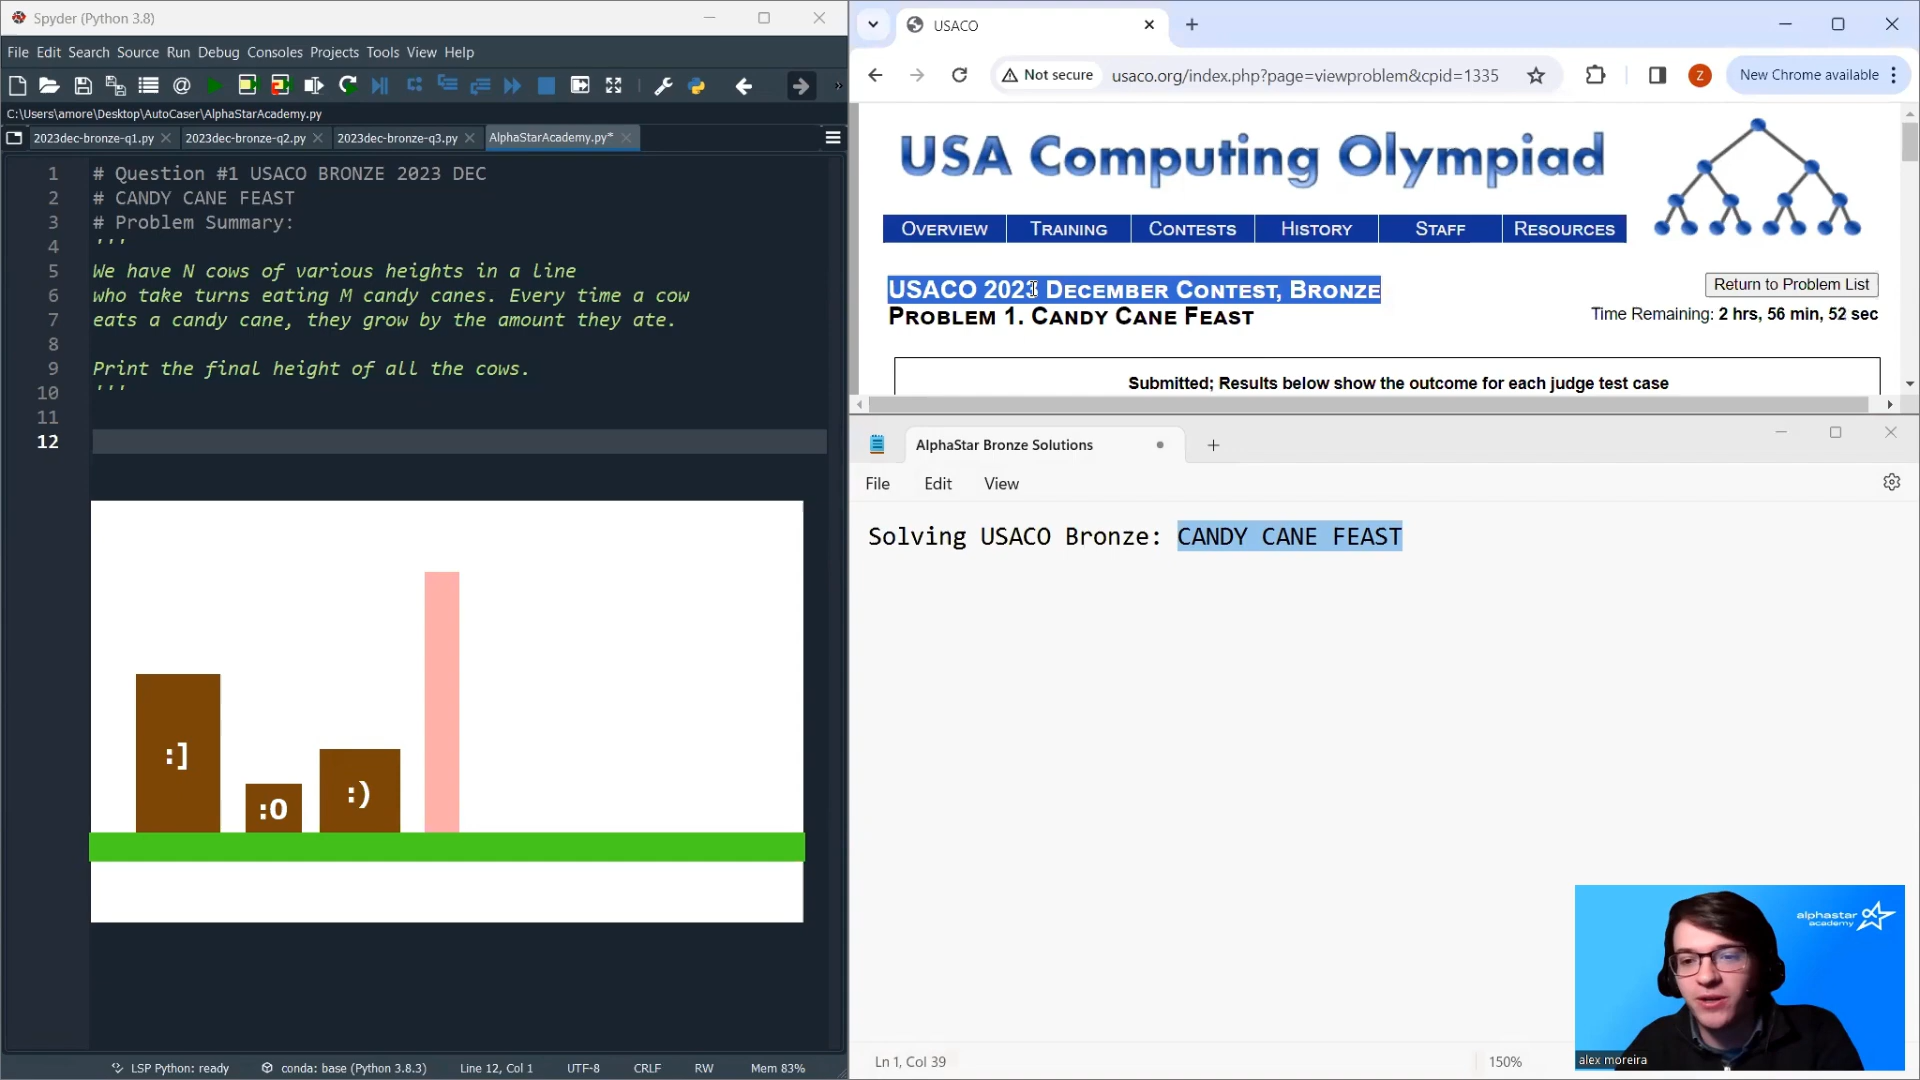 Spyder (Python 3.8)
File Edit Search Source Run Debug Consoles Projects Tools View Help
C:\Users\amore\Desktop\AutoCaser\AlphaStarAcademy.py
2023dec-bronze-q1.py 2023dec-bronze-q2.py 2023dec-bronze-q3.py AlphaStarAcademy.py*
1 # Question #1 USACO BRONZE 2023 DEC
2 # CANDY CANE FEAST
3 # Problem Summary:
4 '''
5 We have N cows of various heights in a line
6 who take turns eating M candy canes. Every time a cow
7 eats a candy cane, they grow by the amount they ate.
8
9 Print the final height of all the cows.
10 '''
11
12
:]
:O
:)
LSP Python: ready conda: base (Python 3.8.3) Line 12, Col 1 UTF-8 CRLF RW Mem 83%
USACO
Not secure usaco.org/index.php?page=viewproblem&cpid=1335 Z New Chrome available
USA Computing Olympiad
OVERVIEW TRAINING CONTESTS HISTORY STAFF RESOURCES
USACO 2023 DECEMBER CONTEST, BRONZE
PROBLEM 1. CANDY CANE FEAST
Return to Problem List
Time Remaining: 2 hrs, 56 min, 52 sec
Submitted; Results below show the outcome for each judge test case
AlphaStar Bronze Solutions
File Edit View
Solving USACO Bronze: CANDY CANE FEAST
alphastar
academy
alex moreira
Ln 1, Col 39 150%